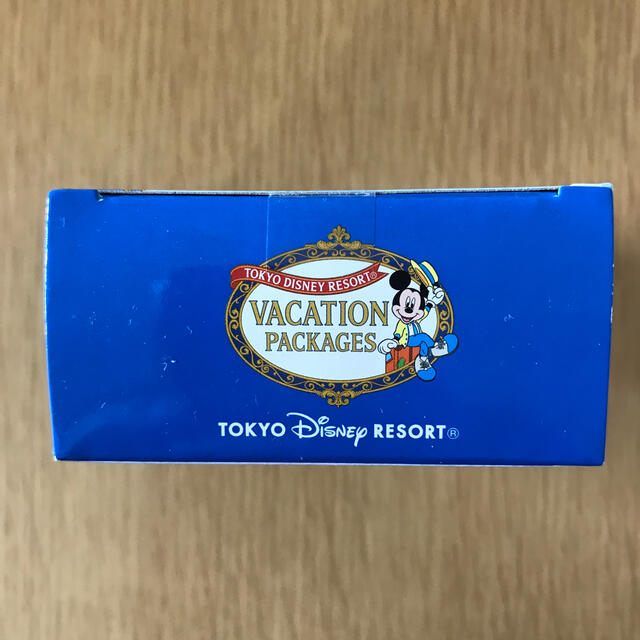 TOKYO DISNEY RESORT®
VACATION
PACKAGES
TOKYO Disney RESORT®